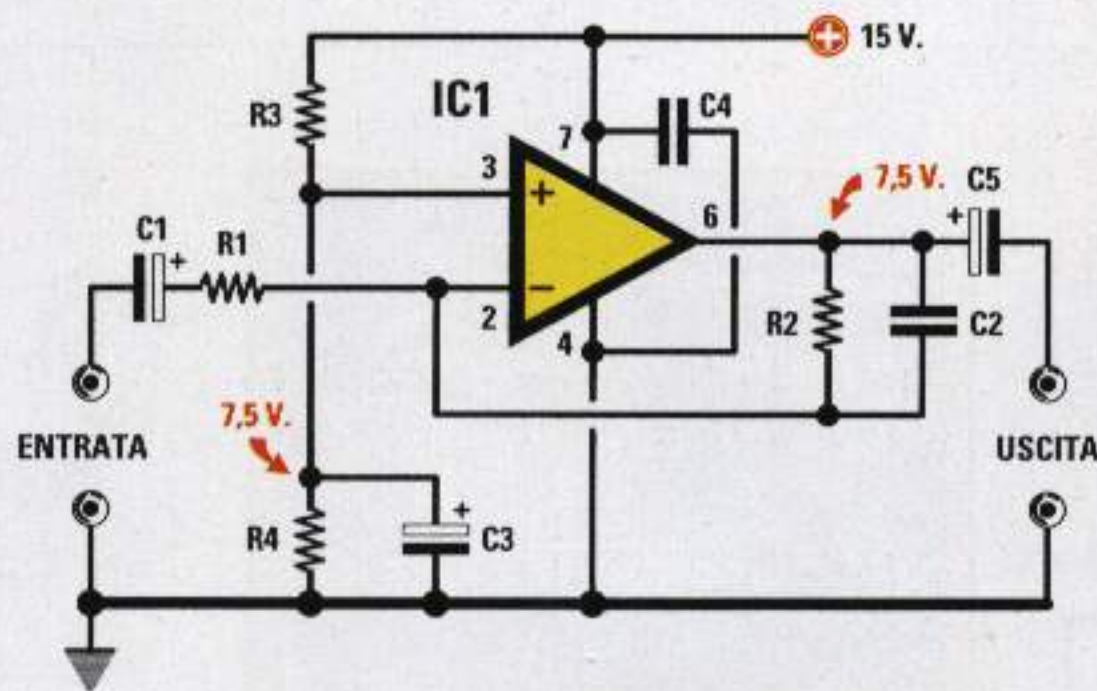 15 V.
R3
IC1
C4
7
3
+
7,5 V.
C5
+
6
C1
+
R1
−
2
4
R2
C2
ENTRATA
7,5 V.
USCITA
R4
+
C3